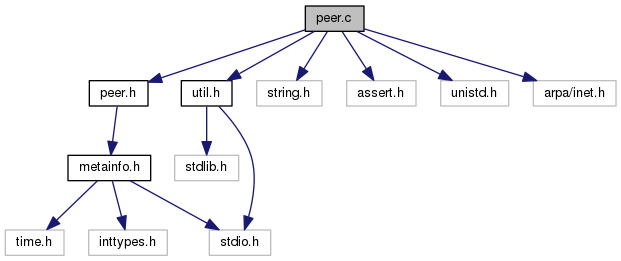 peer.c
peer.h
util.h
string.h
assert.h
unistd.h
arpa/inet.h
metainfo.h
stdlib.h
time.h
inttypes.h
stdio.h